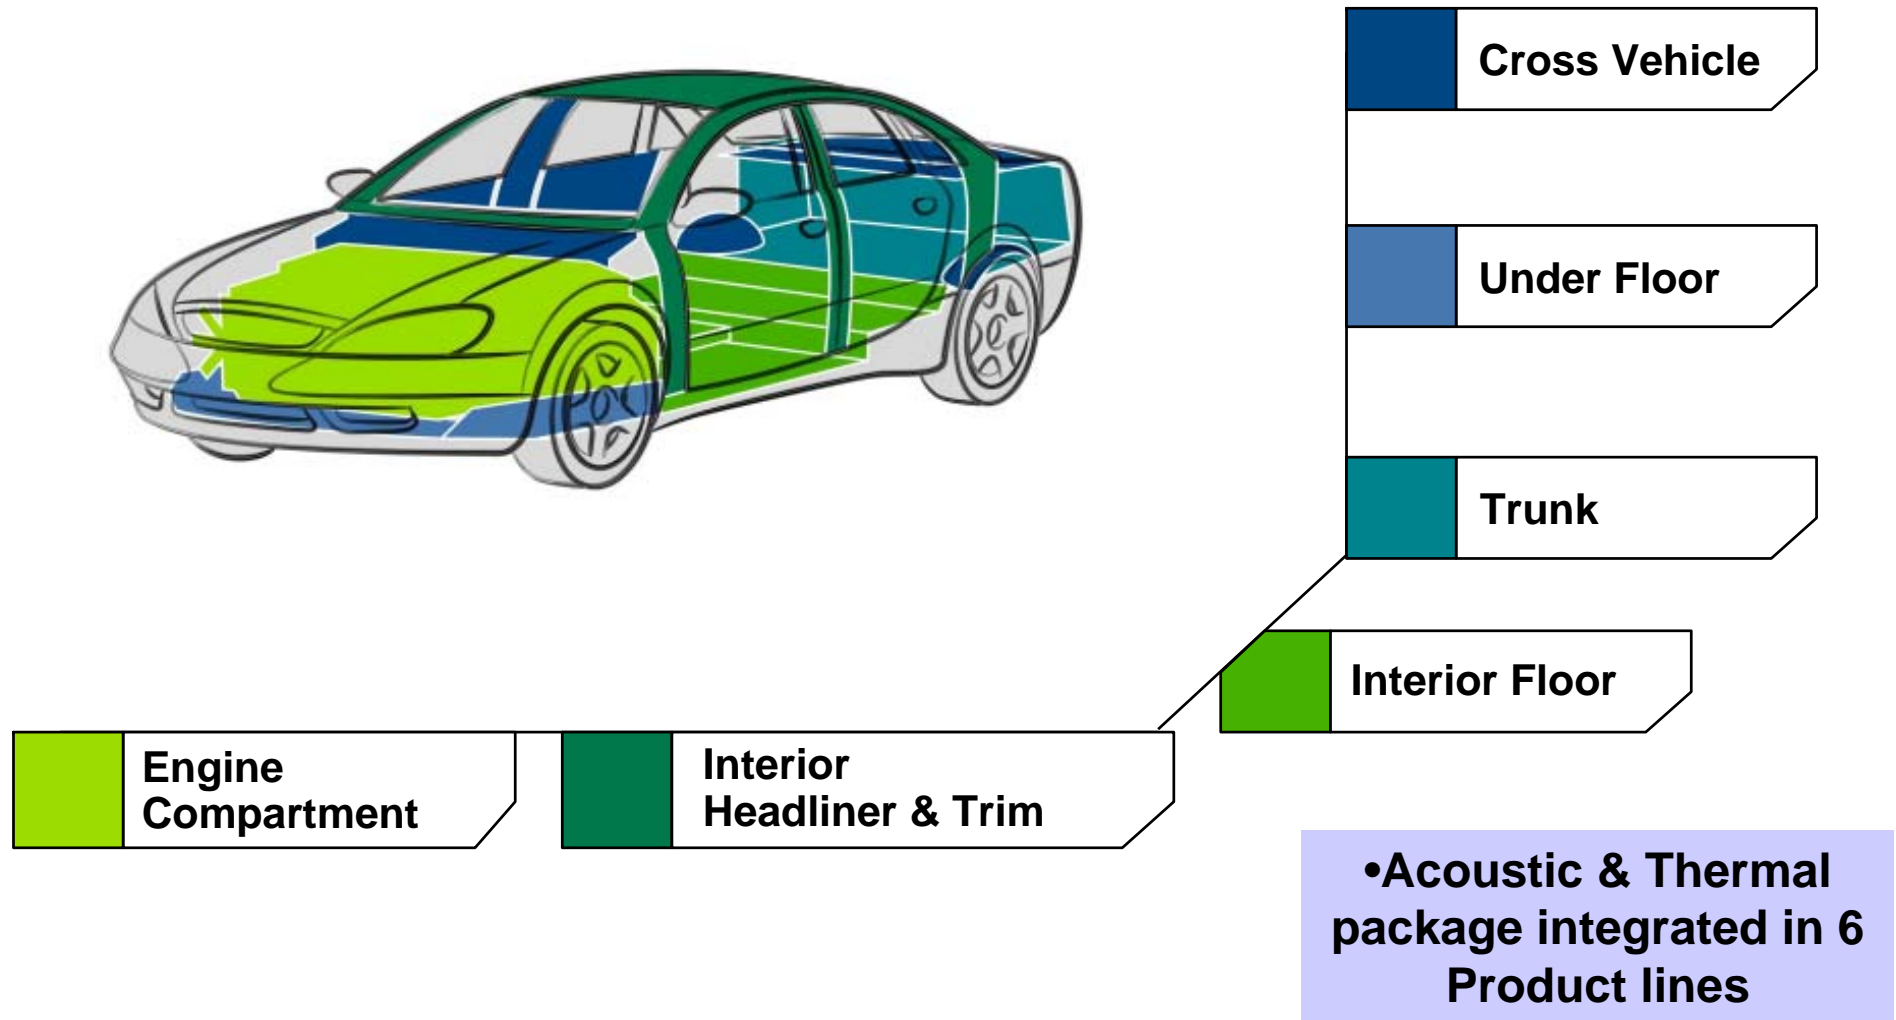 Cross Vehicle
Under Floor
Trunk
Interior Floor
Engine
Compartment
Interior
Headliner & Trim
•Acoustic & Thermal
package integrated in 6
Product lines